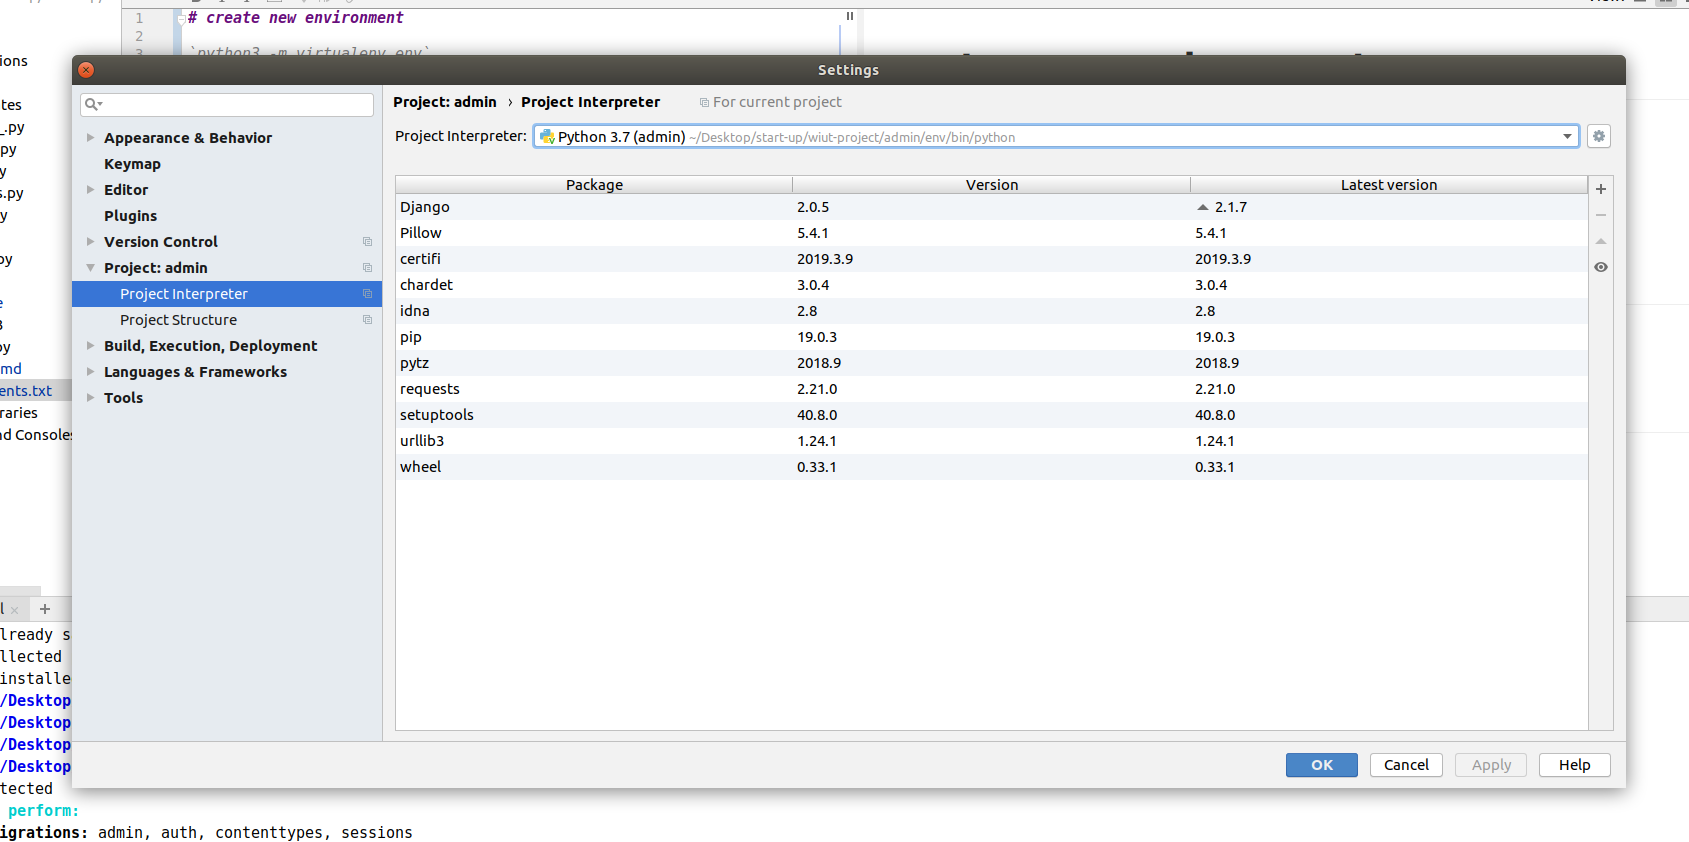 1 # create new environment
2
3 `python3 -m virtualenv env`
Settings
Project: admin › Project Interpreter For current project
Project Interpreter: Python 3.7 (admin) ~/Desktop/start-up/wiut-project/admin/env/bin/python
Appearance & Behavior
Keymap
Editor
Plugins
Version Control
Project: admin
Project Interpreter
Project Structure
Build, Execution, Deployment
Languages & Frameworks
Tools
Package Version Latest version
Django 2.0.5 2.1.7
Pillow 5.4.1 5.4.1
certifi 2019.3.9 2019.3.9
chardet 3.0.4 3.0.4
idna 2.8 2.8
pip 19.0.3 19.0.3
pytz 2018.9 2018.9
requests 2.21.0 2.21.0
setuptools 40.8.0 40.8.0
urllib3 1.24.1 1.24.1
wheel 0.33.1 0.33.1
OK Cancel Apply Help
ions
tes
_.py
py
y
s.py
y
py
e
3
py
md
ents.txt
raries
nd Consoles
l
lready s
llected
installe
/Desktop
/Desktop
/Desktop
/Desktop
tected
perform:
igrations: admin, auth, contenttypes, sessions